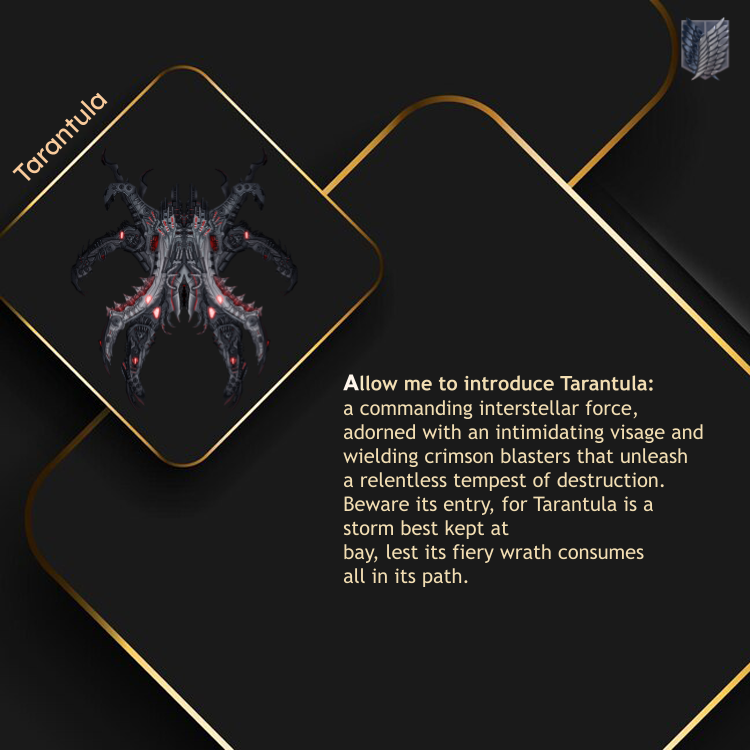 Tarantula
Allow me to introduce Tarantula:
a commanding interstellar force,
adorned with an intimidating visage and
wielding crimson blasters that unleash
a relentless tempest of destruction.
Beware its entry, for Tarantula is a
storm best kept at
bay, lest its fiery wrath consumes
all in its path.